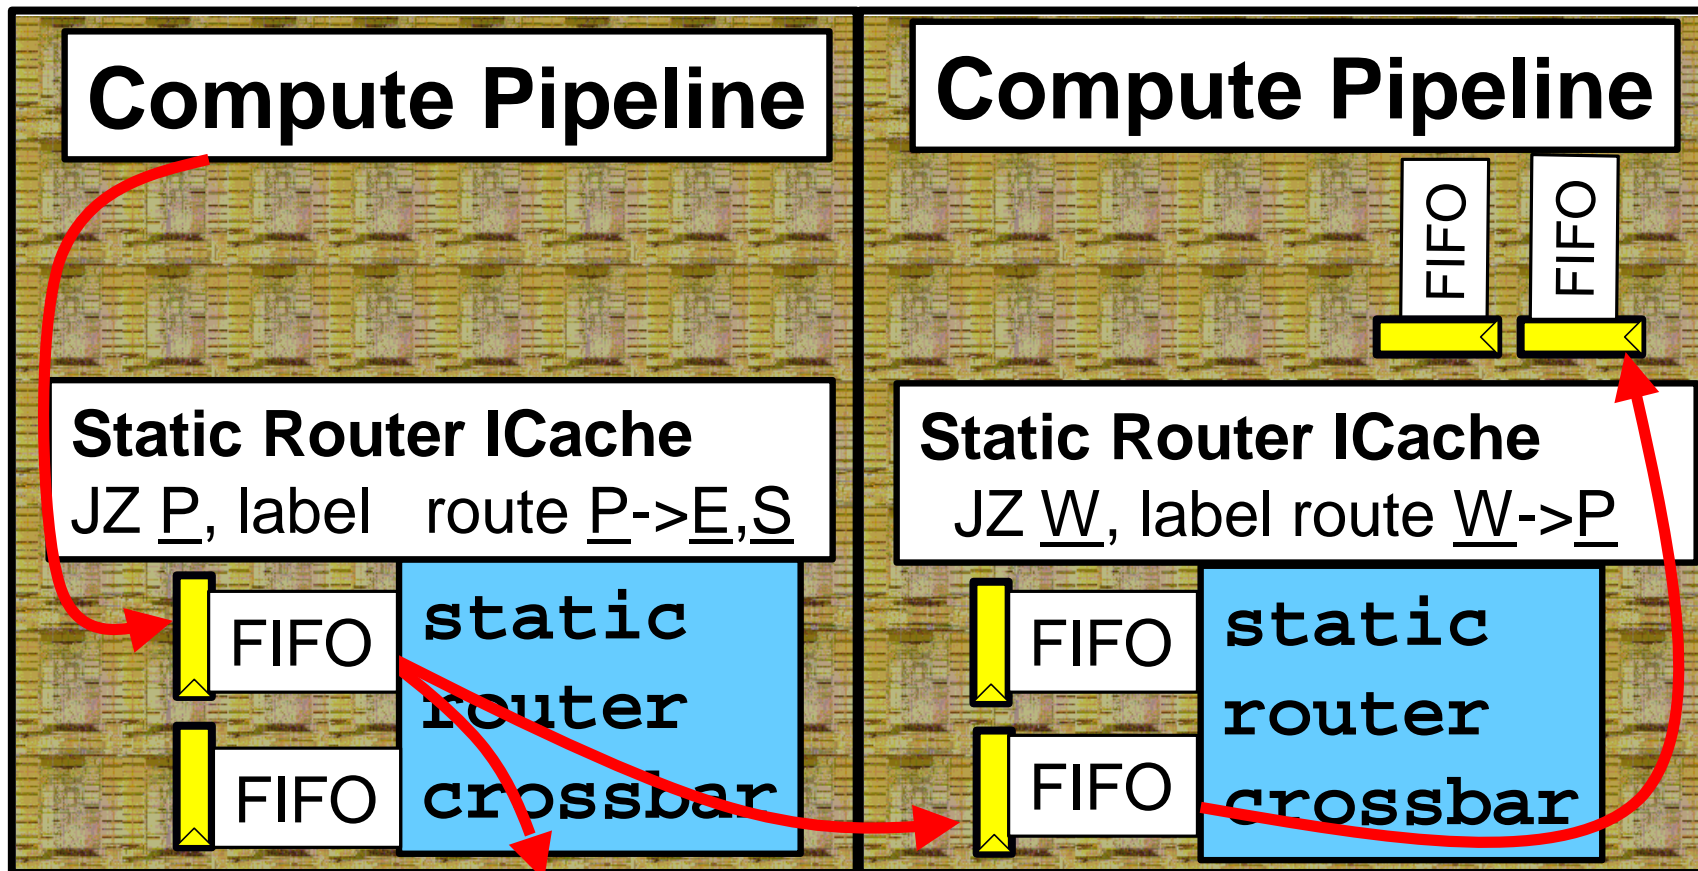 Compute Pipeline
Static Router ICache
JZ P, label route P->E,S
FIFO
FIFO
static
router
crossbar
Compute Pipeline
FIFO
FIFO
Static Router ICache
JZ W, label route W->P
FIFO
FIFO
static
router
crossbar